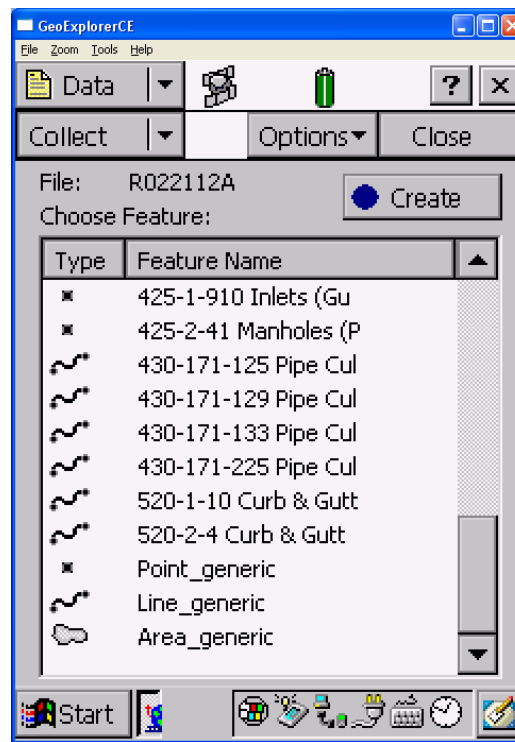 GeoExplorerCE
File Zoom Tools Help
Data ?
Collect Options Close
File: R022112A
Create
Choose Feature:
Type Feature Name
425-1-910 Inlets (Gu
425-2-41 Manholes (P
430-171-125 Pipe Cul
430-171-129 Pipe Cul
430-171-133 Pipe Cul
430-171-225 Pipe Cul
520-1-10 Curb & Gutt
520-2-4 Curb & Gutt
Point_generic
Line_generic
Area_generic
Start